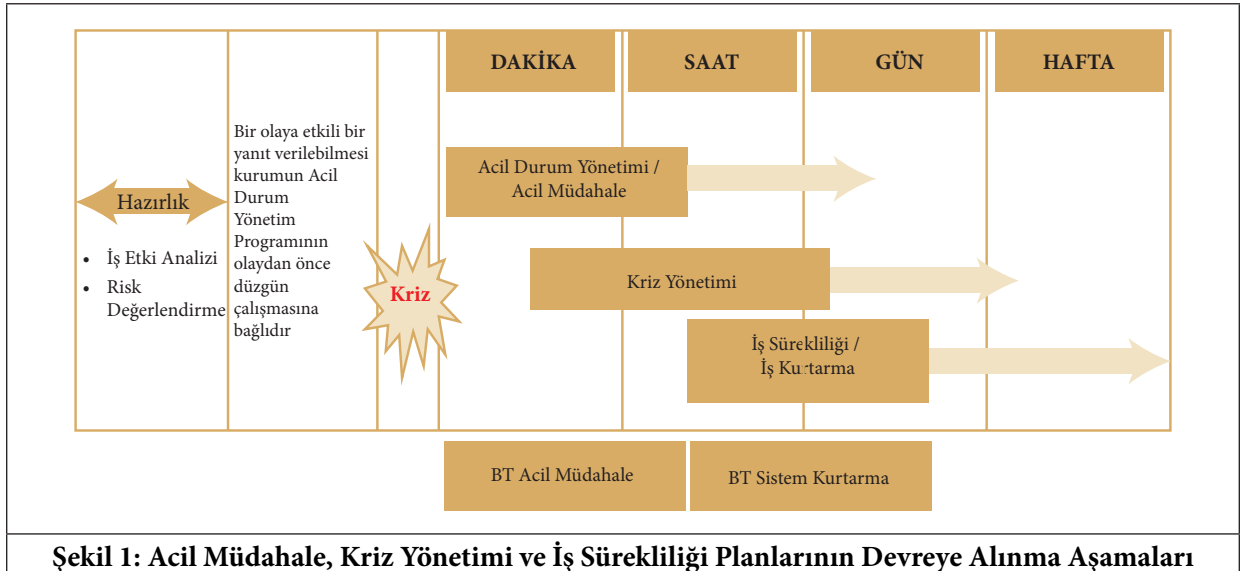 DAKİKA
SAAT
GÜN
HAFTA
Hazırlık
• İş Etki Analizi
• Risk
Değerlendirme
Bir olaya etkili bir
yanıt verilebilmesi
kurumun Acil
Durum
Yönetim
Programının
olaydan önce
düzgün
çalışmasına
bağlıdır
Kriz
Acil Durum Yönetimi /
Acil Müdahale
Kriz Yönetimi
İş Sürekliliği /
İş Kurtarma
BT Acil Müdahale
BT Sistem Kurtarma
Şekil 1: Acil Müdahale, Kriz Yönetimi ve İş Sürekliliği Planlarının Devreye Alınma Aşamaları